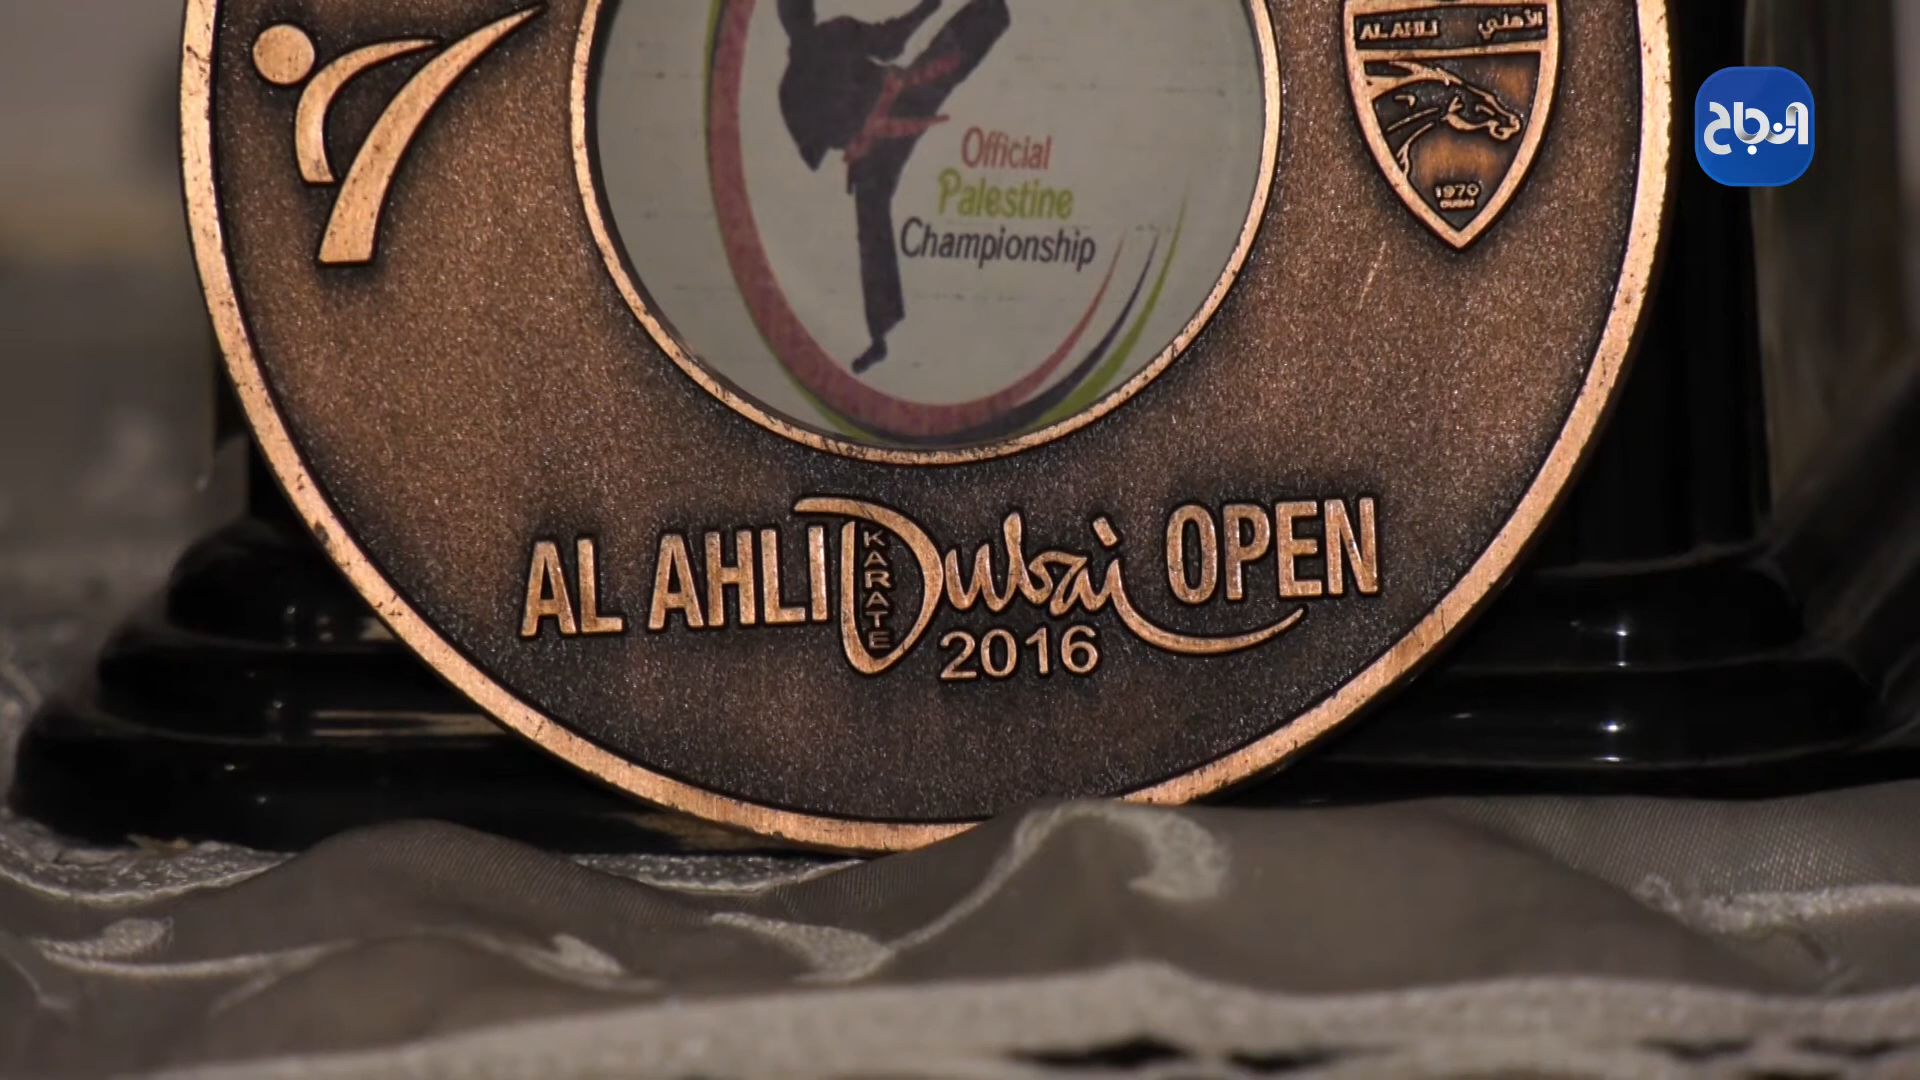 AL AHLI الأهلي
النجاح
Official
Palestine
Championship
1970
DUBAI
AL AHLI Dubai OPEN
KARATE
2016